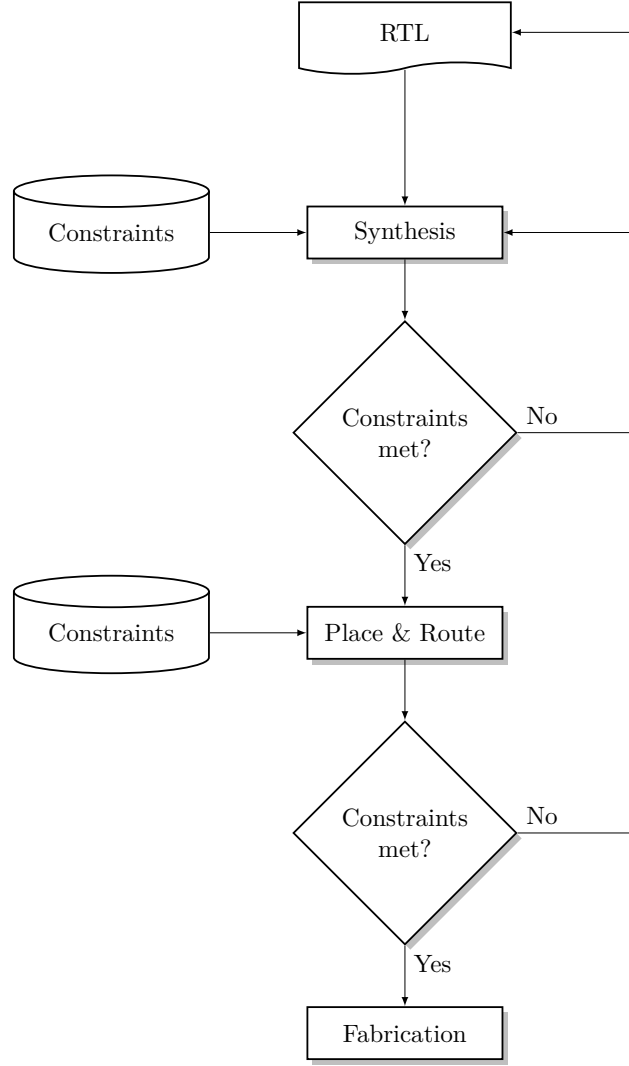 RTL
Constraints
Synthesis
Constraints
met?
No
Yes
Constraints
Place & Route
Constraints
met?
No
Yes
Fabrication